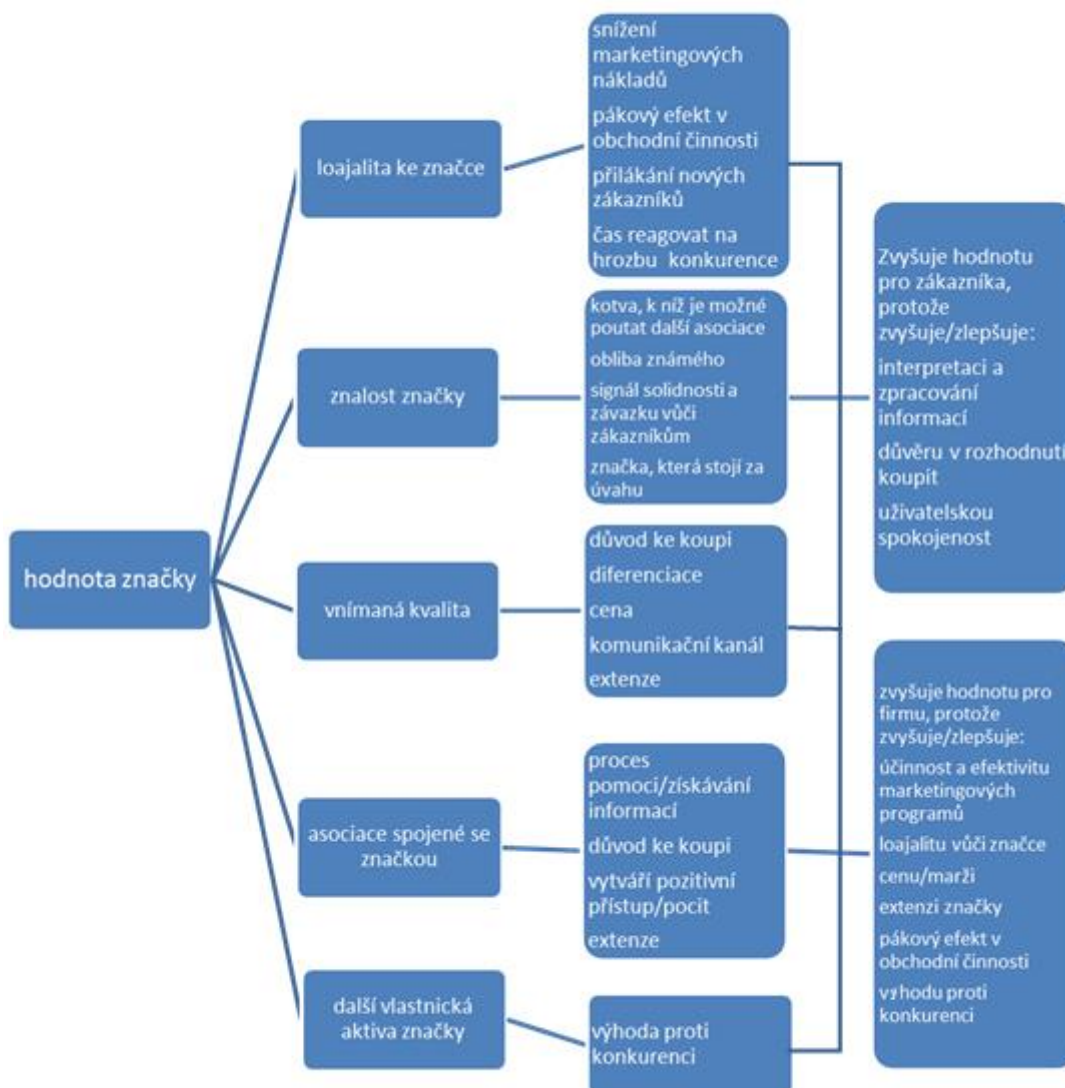 hodnota značky
loajalita ke značce
snížení
marketingových
nákladů
pákový efekt v
obchodní činnosti
přilákání nových
zákazníků
čas reagovat na
hrozbu konkurence
znalost značky
kotva, k níž je možné
poutat další asociace
obliba známého
signál solidnosti a
závazku vůči
zákazníkům
značka, která stojí za
úvahu
vnímaná kvalita
důvod ke koupi
diferenciace
cena
komunikační kanál
extenze
asociace spojené se
značkou
proces
pomoci/získávání
informací
důvod ke koupi
vytváří pozitivní
přístup/pocit
extenze
další vlastnická
aktiva značky
výhoda proti
konkurenci
Zvyšuje hodnotu
pro zákazníka,
protože
zvyšuje/zlepšuje:
interpretaci a
zpracování
informací
důvěru v rozhodnutí
koupit
uživatelskou
spokojenost
zvyšuje hodnotu pro
firmu, protože
zvyšuje/zlepšuje:
účinnost a efektivitu
marketingových
programů
loajalitu vůči značce
cenu/marži
extenzi značky
pákový efekt v
obchodní činnosti
výhodu proti
konkurenci